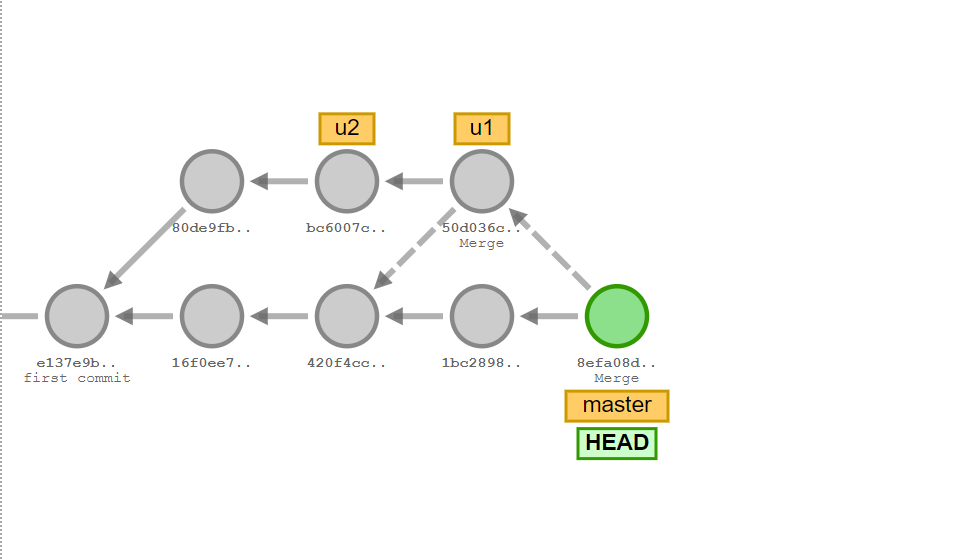 u2
u1
80de9fb..
bc6007c..
50d036c..
Merge
e137e9b..
first commit
16f0ee7..
420f4cc..
1bc2898..
8efa08d..
Merge
master
HEAD